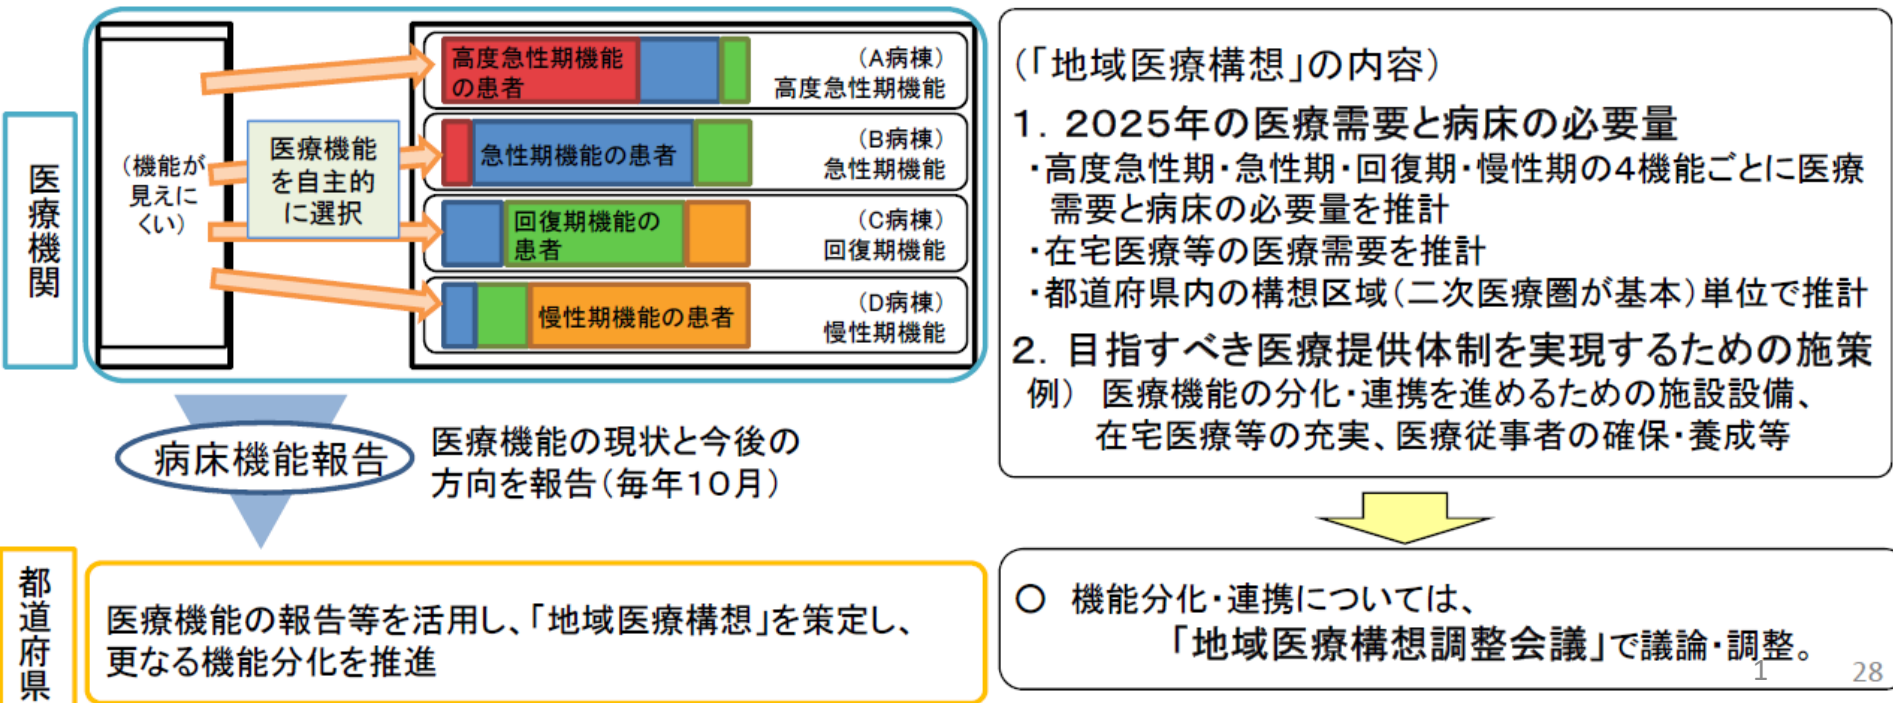 医療機関
(機能が
見えに
くい)
医療機能
を自主的
に選択
高度急性期機能
の患者
(A病棟)
高度急性期機能
急性期機能の患者
(B病棟)
急性期機能
回復期機能の
患者
(C病棟)
回復期機能
慢性期機能の患者
(D病棟)
慢性期機能
病床機能報告
医療機能の現状と今後の
方向を報告(毎年10月)
都道府県
医療機能の報告等を活用し、「地域医療構想」を策定し、
更なる機能分化を推進
(「地域医療構想」の内容)
1. 2025年の医療需要と病床の必要量
・高度急性期・急性期・回復期・慢性期の4機能ごとに医療
需要と病床の必要量を推計
・在宅医療等の医療需要を推計
・都道府県内の構想区域(二次医療圏が基本)単位で推計
2. 目指すべき医療提供体制を実現するための施策
例) 医療機能の分化・連携を進めるための施設設備、
在宅医療等の充実、医療従事者の確保・養成等
○ 機能分化・連携については、
「地域医療構想調整会議」で議論・調整。
1
28